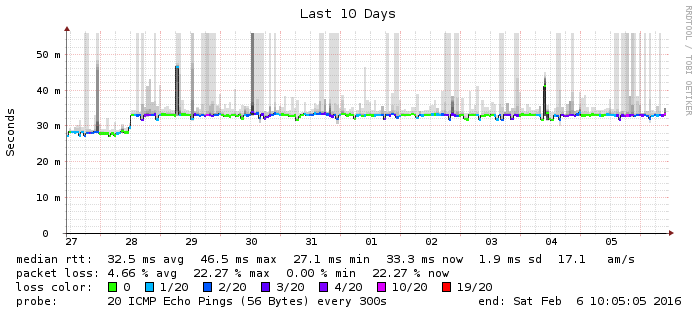 Last 10 Days
RRDTOOL / TOBI OETIKER
Seconds
50 m
40 m
30 m
20 m
10 m
0
27 28 29 30 31 01 02 03 04 05
median rtt: 32.5 ms avg 46.5 ms max 27.1 ms min 33.3 ms now 1.9 ms sd 17.1 am/s
packet loss: 4.66 % avg 22.27 % max 0.00 % min 22.27 % now
loss color: 0 1/20 2/20 3/20 4/20 10/20 19/20
probe: 20 ICMP Echo Pings (56 Bytes) every 300s end: Sat Feb 6 10:05:05 2016